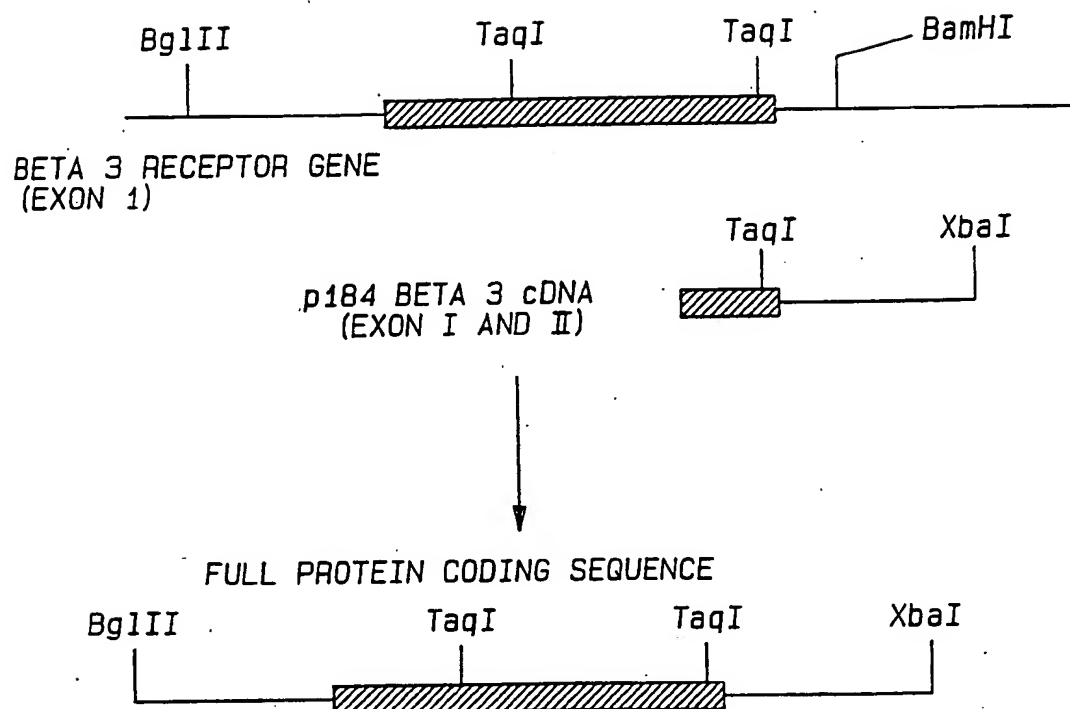 BglII TaqI TaqI BamHI
BETA 3 RECEPTOR GENE
(EXON 1)
TaqI XbaI
p184 BETA 3 cDNA
(EXON I AND II)
FULL PROTEIN CODING SEQUENCE
BglII TaqI TaqI XbaI